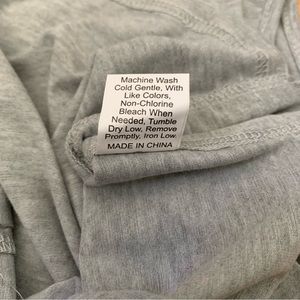 Machine Wash
Cold Gentle, With
Like Colors,
Non-Chlorine
Bleach When
Needed, Tumble
Dry Low, Remove
Promptly, Iron Low.
MADE IN CHINA